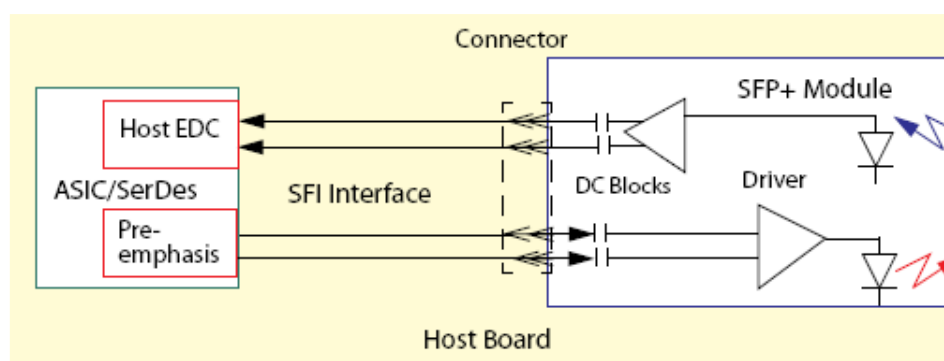 Connector
SFP+ Module
Host EDC
ASIC/SerDes
SFI Interface
DC Blocks
Driver
Pre-
emphasis
Host Board